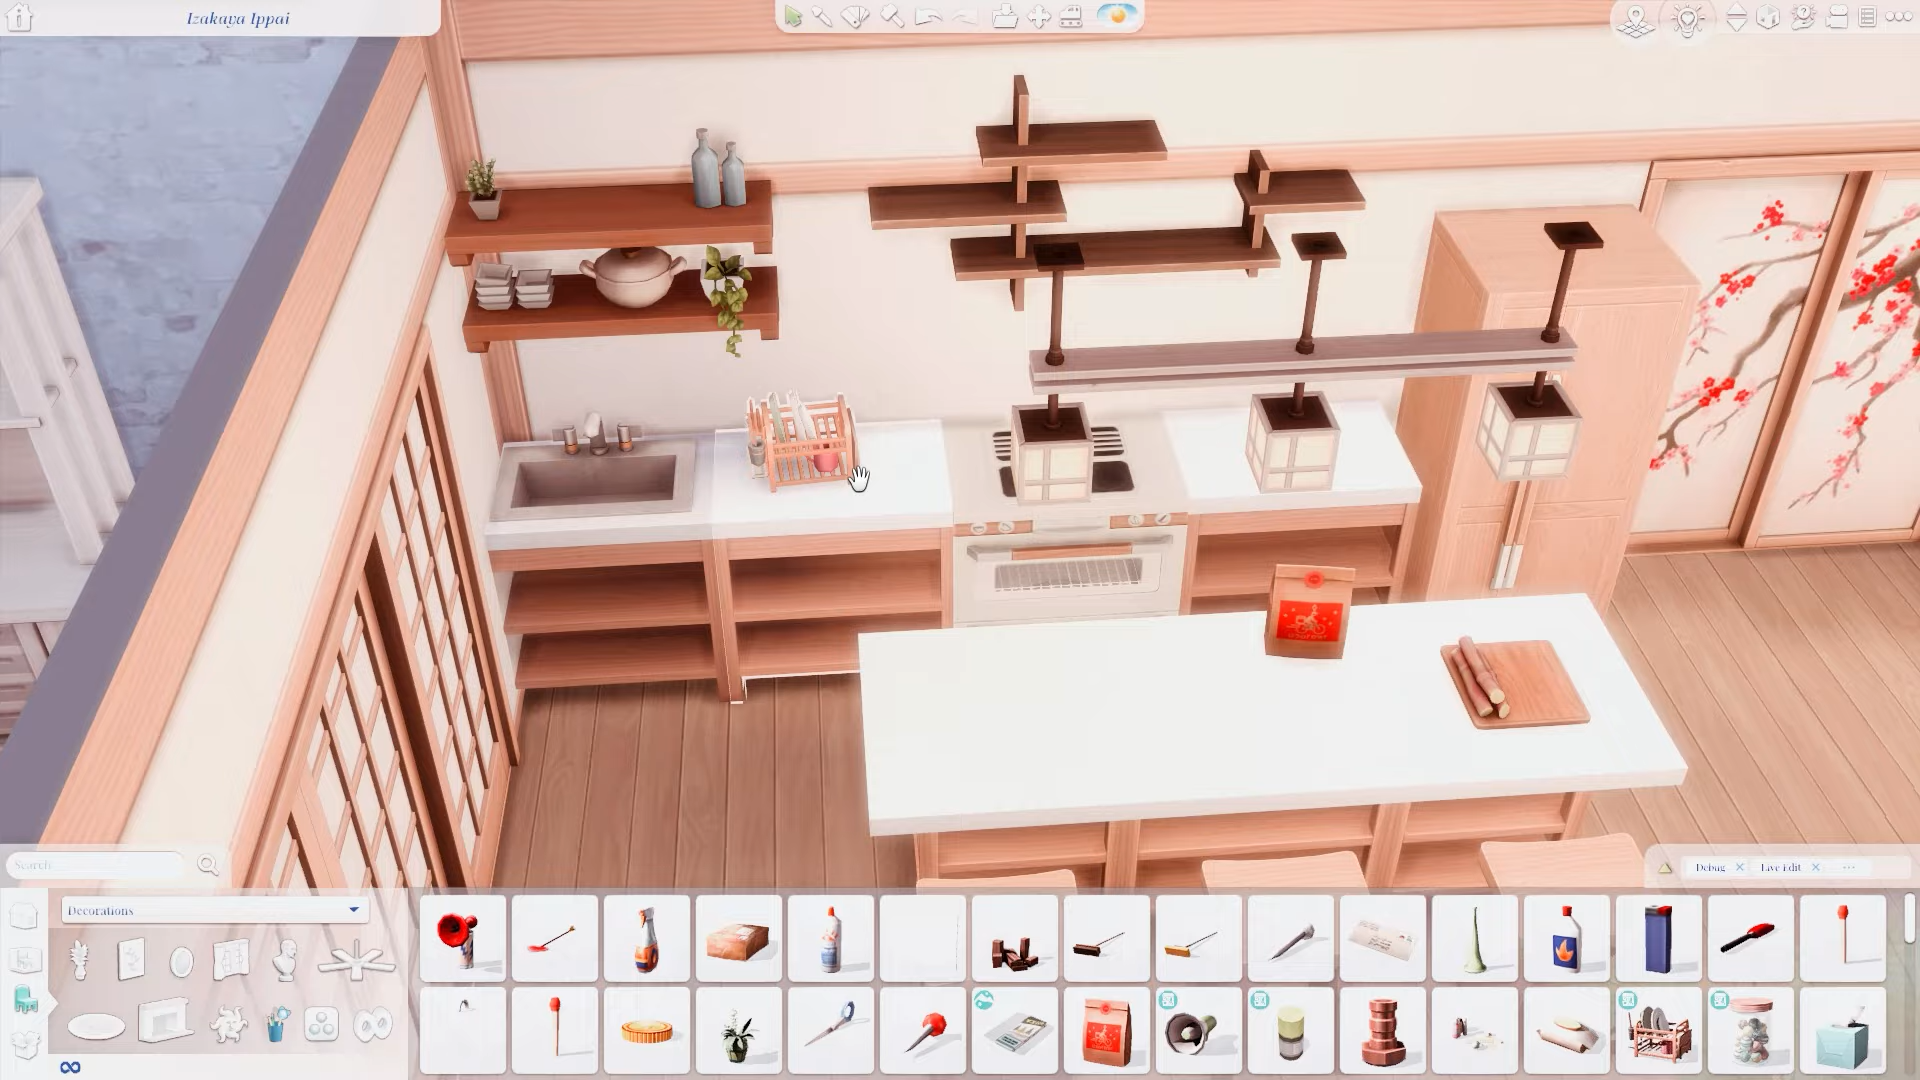 Izakaya Ippai
Search
Debug
Live Edit
Decorations